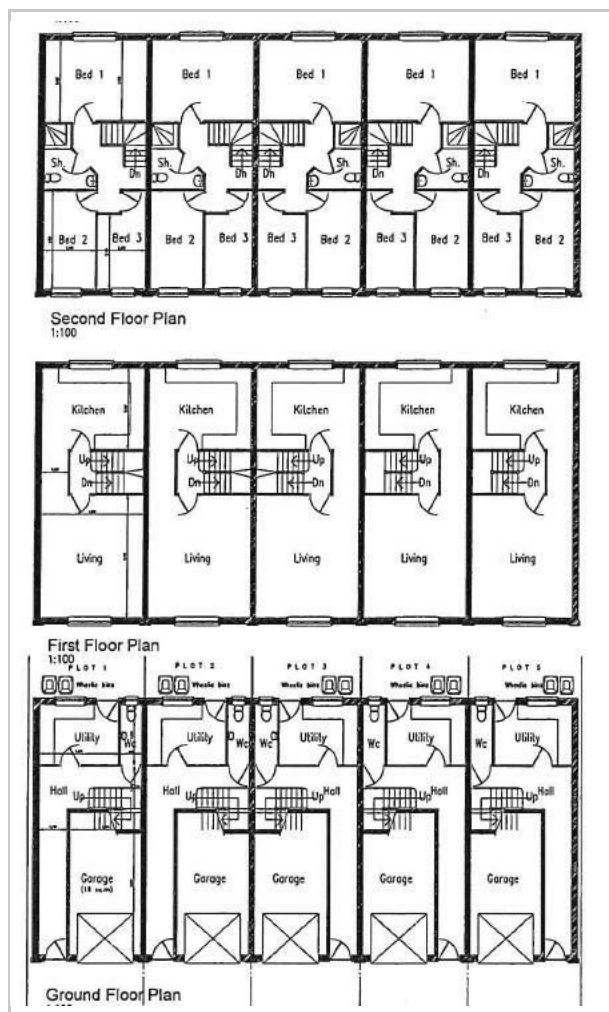 Bed 1 Bed 1 Bed 1 Bed 1 Bed 1
Sh. Sh. Sh. Sh. Sh.
Dn Dn Dn Dn Dn
Bed 2 Bed 3 Bed 2 Bed 3 Bed 3 Bed 2 Bed 3 Bed 2 Bed 3 Bed 2
Second Floor Plan
1:100
Kitchen Kitchen Kitchen Kitchen Kitchen
Up Up Up Up Up
Dn Dn Dn Dn Dn
Living Living Living Living Living
First Floor Plan
1:100
PLOT 1 PLOT 2 PLOT 3 PLOT 4 PLOT 5
Wheelie bins Wheelie bins Wheelie bins Wheelie bins Wheelie bins
Utility Wc Utility Wc Wc Utility Wc Utility Wc Utility
Hall Hall Hall Hall Hall
Up Up Up Up Up
Garage Garage Garage Garage Garage
(18 sq.m)
Ground Floor Plan